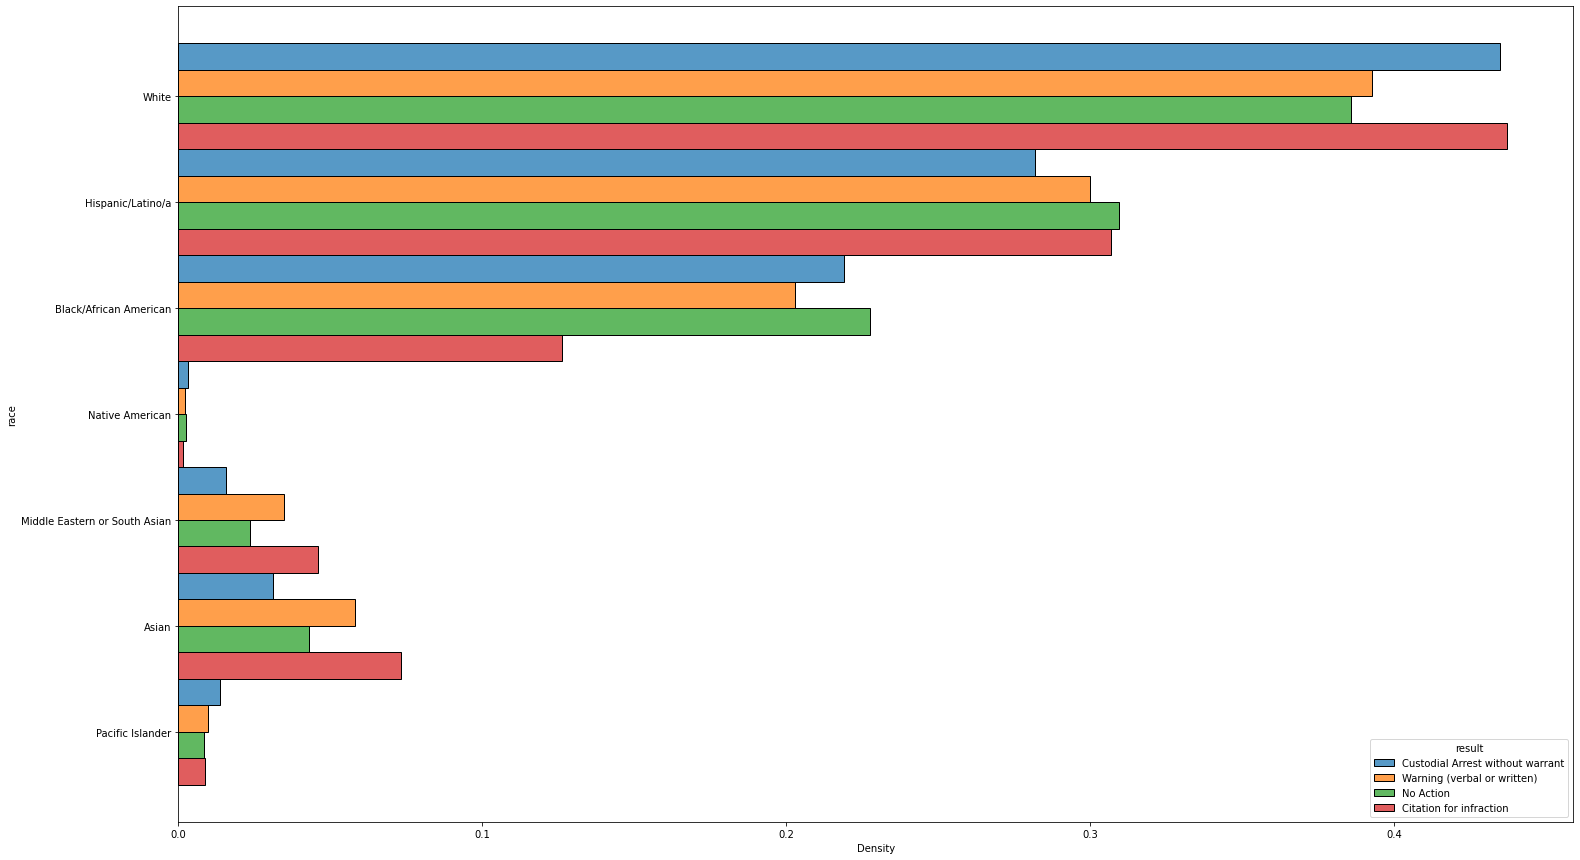 White
Hispanic/Latino/a
Black/African American
Native American
Middle Eastern or South Asian
Asian
Pacific Islander
race
0.0 0.1 0.2 0.3 0.4
Density
result
Custodial Arrest without warrant
Warning (verbal or written)
No Action
Citation for infraction